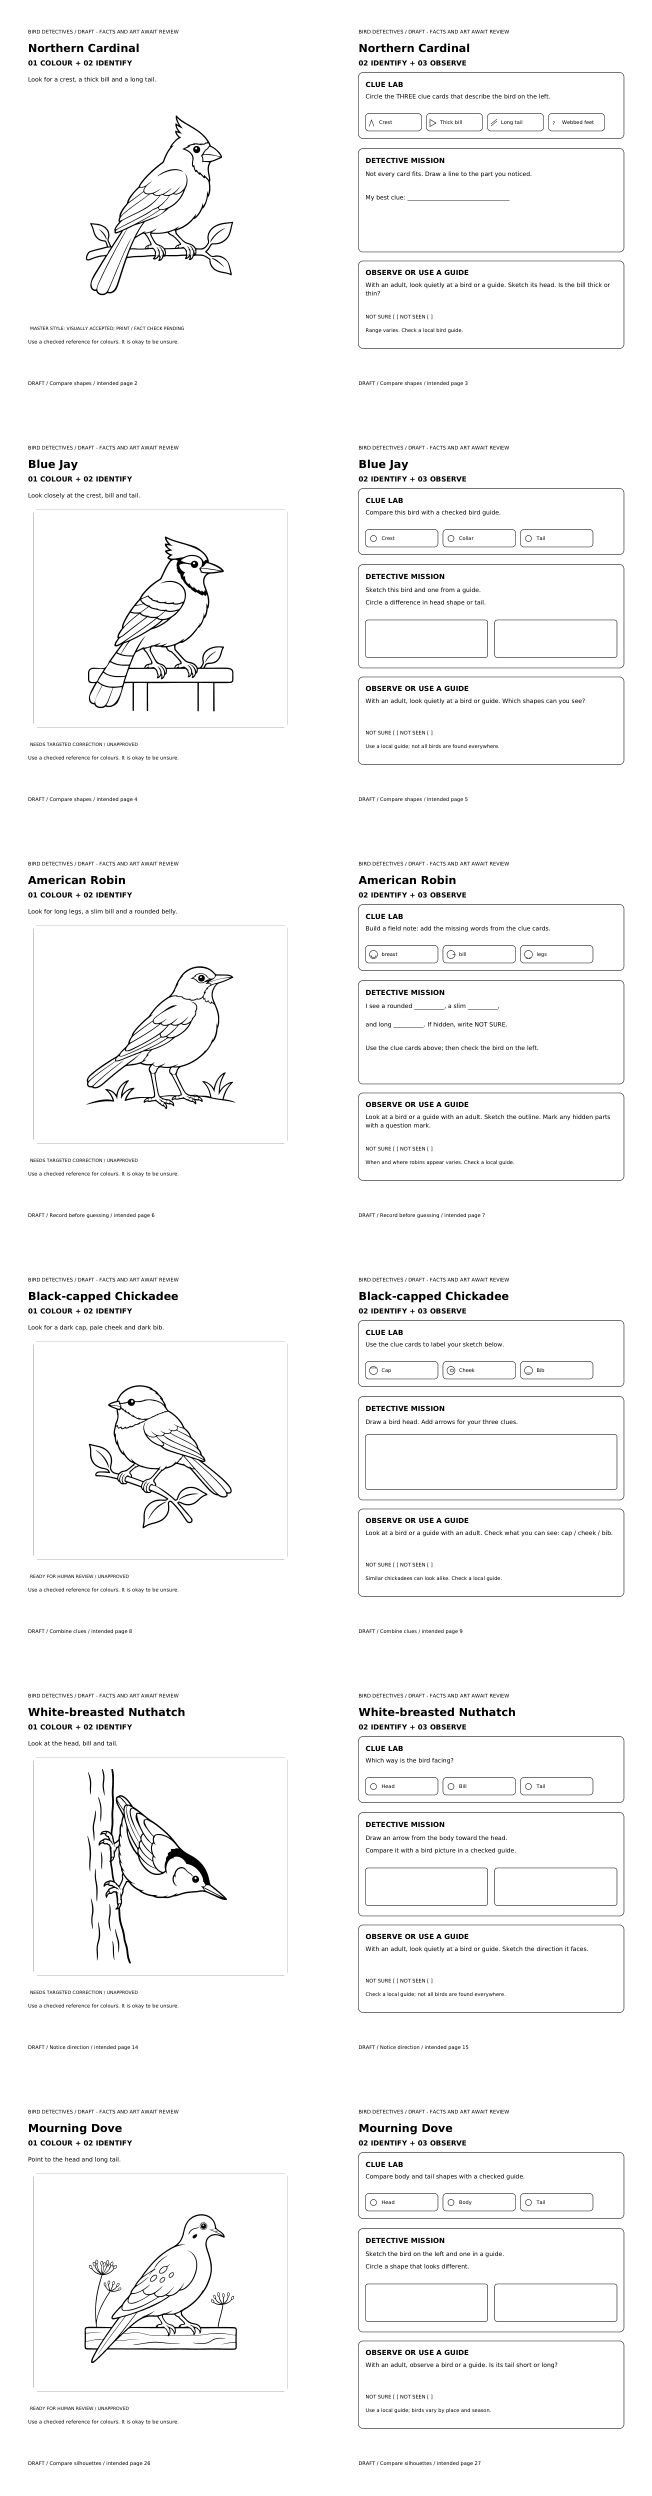 BIRD DETECTIVES / DRAFT - FACTS AND ART AWAIT REVIEW
Northern Cardinal
01 COLOUR + 02 IDENTIFY
Look for a crest, a thick bill and a long tail.
MASTER STYLE: VISUALLY ACCEPTED; PRINT / FACT CHECK PENDING
Use a checked reference for colours. It is okay to be unsure.
DRAFT / Compare shapes / intended page 2
BIRD DETECTIVES / DRAFT - FACTS AND ART AWAIT REVIEW
Northern Cardinal
02 IDENTIFY + 03 OBSERVE
CLUE LAB
Circle the THREE clue cards that describe the bird on the left.
Crest
Thick bill
Long tail
? Webbed feet
DETECTIVE MISSION
Not every card fits. Draw a line to the part you noticed.
My best clue: ______________________________
OBSERVE OR USE A GUIDE
With an adult, look quietly at a bird or a guide. Sketch its head. Is the bill thick or
thin?
NOT SURE [ ] NOT SEEN [ ]
Range varies. Check a local bird guide.
DRAFT / Compare shapes / intended page 3
BIRD DETECTIVES / DRAFT - FACTS AND ART AWAIT REVIEW
Blue Jay
01 COLOUR + 02 IDENTIFY
Look closely at the crest, bill and tail.
NEEDS TARGETED CORRECTION / UNAPPROVED
Use a checked reference for colours. It is okay to be unsure.
DRAFT / Compare shapes / intended page 4
BIRD DETECTIVES / DRAFT - FACTS AND ART AWAIT REVIEW
Blue Jay
02 IDENTIFY + 03 OBSERVE
CLUE LAB
Compare this bird with a checked bird guide.
Crest
Collar
Tail
DETECTIVE MISSION
Sketch this bird and one from a guide.
Circle a difference in head shape or tail.
OBSERVE OR USE A GUIDE
With an adult, look quietly at a bird or guide. Which shapes can you see?
NOT SURE [ ] NOT SEEN [ ]
Use a local guide; not all birds are found everywhere.
DRAFT / Compare shapes / intended page 5
BIRD DETECTIVES / DRAFT - FACTS AND ART AWAIT REVIEW
American Robin
01 COLOUR + 02 IDENTIFY
Look for long legs, a slim bill and a rounded belly.
NEEDS TARGETED CORRECTION / UNAPPROVED
Use a checked reference for colours. It is okay to be unsure.
DRAFT / Record before guessing / intended page 6
BIRD DETECTIVES / DRAFT - FACTS AND ART AWAIT REVIEW
American Robin
02 IDENTIFY + 03 OBSERVE
CLUE LAB
Build a field note: add the missing words from the clue cards.
breast
bill
legs
DETECTIVE MISSION
I see a rounded _________, a slim _________,
and long _________. If hidden, write NOT SURE.
Use the clue cards above; then check the bird on the left.
OBSERVE OR USE A GUIDE
Look at a bird or a guide with an adult. Sketch the outline. Mark any hidden parts
with a question mark.
NOT SURE [ ] NOT SEEN [ ]
When and where robins appear varies. Check a local guide.
DRAFT / Record before guessing / intended page 7
BIRD DETECTIVES / DRAFT - FACTS AND ART AWAIT REVIEW
Black-capped Chickadee
01 COLOUR + 02 IDENTIFY
Look for a dark cap, pale cheek and dark bib.
READY FOR HUMAN REVIEW / UNAPPROVED
Use a checked reference for colours. It is okay to be unsure.
DRAFT / Combine clues / intended page 8
BIRD DETECTIVES / DRAFT - FACTS AND ART AWAIT REVIEW
Black-capped Chickadee
02 IDENTIFY + 03 OBSERVE
CLUE LAB
Use the clue cards to label your sketch below.
Cap
Cheek
Bib
DETECTIVE MISSION
Draw a bird head. Add arrows for your three clues.
OBSERVE OR USE A GUIDE
Look at a bird or a guide with an adult. Check what you can see: cap / cheek / bib.
NOT SURE [ ] NOT SEEN [ ]
Similar chickadees can look alike. Check a local guide.
DRAFT / Combine clues / intended page 9
BIRD DETECTIVES / DRAFT - FACTS AND ART AWAIT REVIEW
White-breasted Nuthatch
01 COLOUR + 02 IDENTIFY
Look at the head, bill and tail.
NEEDS TARGETED CORRECTION / UNAPPROVED
Use a checked reference for colours. It is okay to be unsure.
DRAFT / Notice direction / intended page 14
BIRD DETECTIVES / DRAFT - FACTS AND ART AWAIT REVIEW
White-breasted Nuthatch
02 IDENTIFY + 03 OBSERVE
CLUE LAB
Which way is the bird facing?
Head
Bill
Tail
DETECTIVE MISSION
Draw an arrow from the body toward the head.
Compare it with a bird picture in a checked guide.
OBSERVE OR USE A GUIDE
With an adult, look quietly at a bird or guide. Sketch the direction it faces.
NOT SURE [ ] NOT SEEN [ ]
Check a local guide; not all birds are found everywhere.
DRAFT / Notice direction / intended page 15
BIRD DETECTIVES / DRAFT - FACTS AND ART AWAIT REVIEW
Mourning Dove
01 COLOUR + 02 IDENTIFY
Point to the head and long tail.
READY FOR HUMAN REVIEW / UNAPPROVED
Use a checked reference for colours. It is okay to be unsure.
DRAFT / Compare silhouettes / intended page 26
BIRD DETECTIVES / DRAFT - FACTS AND ART AWAIT REVIEW
Mourning Dove
02 IDENTIFY + 03 OBSERVE
CLUE LAB
Compare body and tail shapes with a checked guide.
Head
Body
Tail
DETECTIVE MISSION
Sketch the bird on the left and one in a guide.
Circle a shape that looks different.
OBSERVE OR USE A GUIDE
With an adult, observe a bird or a guide. Is its tail short or long?
NOT SURE [ ] NOT SEEN [ ]
Use a local guide; birds vary by place and season.
DRAFT / Compare silhouettes / intended page 27